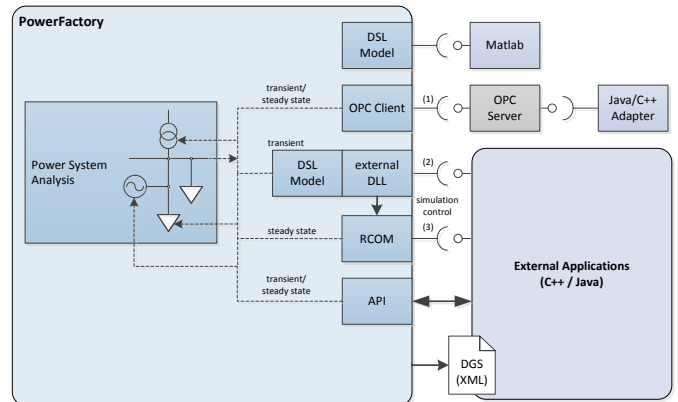 PowerFactory
DSL
Model
Matlab
transient/
steady state
OPC Client
(1)
OPC
Server
Java/C++
Adapter
Power System
Analysis
transient
DSL
Model
external
DLL
(2)
simulation
control
steady state
RCOM
(3)
External Applications
(C++ / Java)
transient/
steady state
API
DGS
(XML)